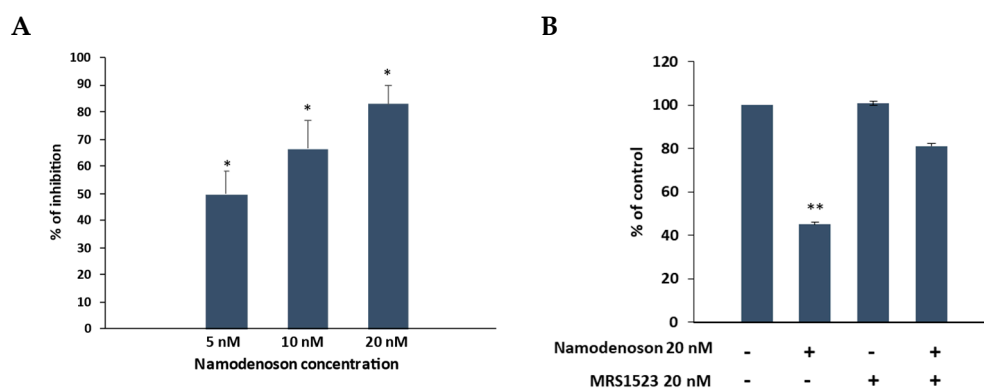 A
100
90
80
70
60
50
40
30
20
10
0
% of inhibition
*
*
*
5 nM 10 nM 20 nM
Namodenoson concentration
B
120
100
80
60
40
20
0
% of control
**
Namodenoson 20 nM - + - +
MRS1523 20 nM - - + +